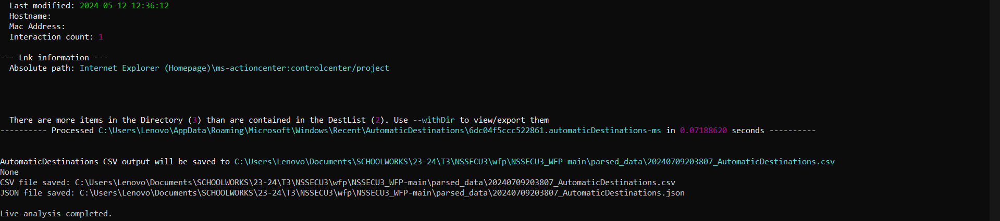 Last modified: 2024-05-12 12:36:12
Hostname:
Mac Address:
Interaction count: 1
--- Lnk information ---
Absolute path: Internet Explorer (Homepage)\ms-actioncenter:controlcenter/project
There are more items in the Directory (3) than are contained in the DestList (2). Use --withDir to view/export them
---------- Processed C:\Users\Lenovo\AppData\Roaming\Microsoft\Windows\Recent\AutomaticDestinations\6dc04f5ccc522861.automaticDestinations-ms in 0.07188620 seconds ----------
AutomaticDestinations CSV output will be saved to C:\Users\Lenovo\Documents\SCHOOLWORKS\23-24\T3\NSSECU3\wfp\NSSECU3_WFP-main\parsed_data\20240709203807_AutomaticDestinations.csv
None
CSV file saved: C:\Users\Lenovo\Documents\SCHOOLWORKS\23-24\T3\NSSECU3\wfp\NSSECU3_WFP-main\parsed_data\20240709203807_AutomaticDestinations.csv
JSON file saved: C:\Users\Lenovo\Documents\SCHOOLWORKS\23-24\T3\NSSECU3\wfp\NSSECU3_WFP-main\parsed_data\20240709203807_AutomaticDestinations.json
Live analysis completed.